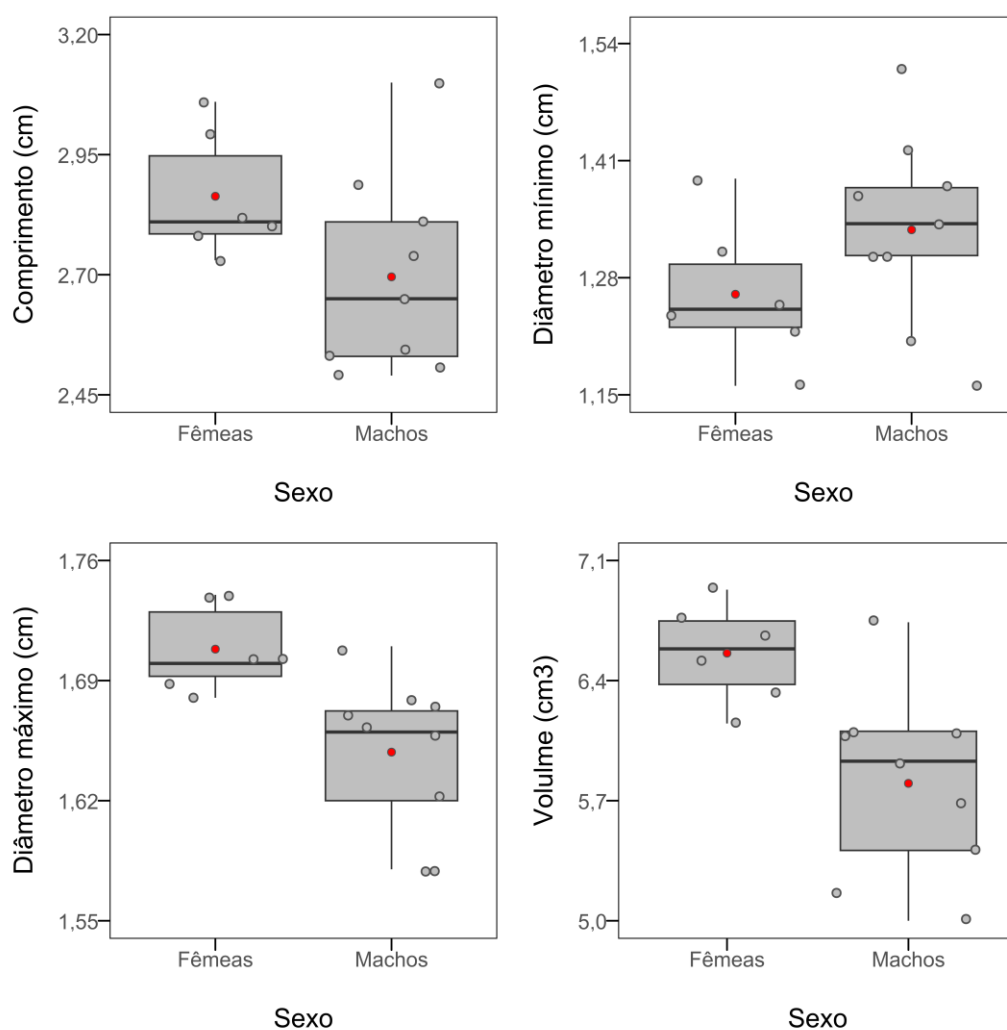 Comprimento (cm)
3,20
2,95
2,70
2,45
Fêmeas Machos
Sexo
Diâmetro mínimo (cm)
1,54
1,41
1,28
1,15
Fêmeas Machos
Sexo
Diâmetro máximo (cm)
1,76
1,69
1,62
1,55
Fêmeas Machos
Sexo
Volulme (cm3)
7,1
6,4
5,7
5,0
Fêmeas Machos
Sexo